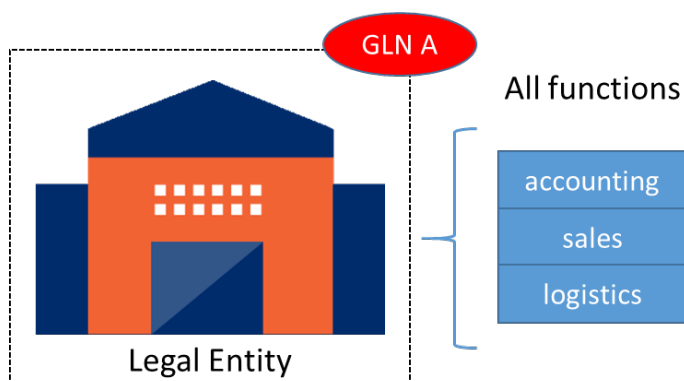 GLN A
All functions
accounting
sales
logistics
Legal Entity